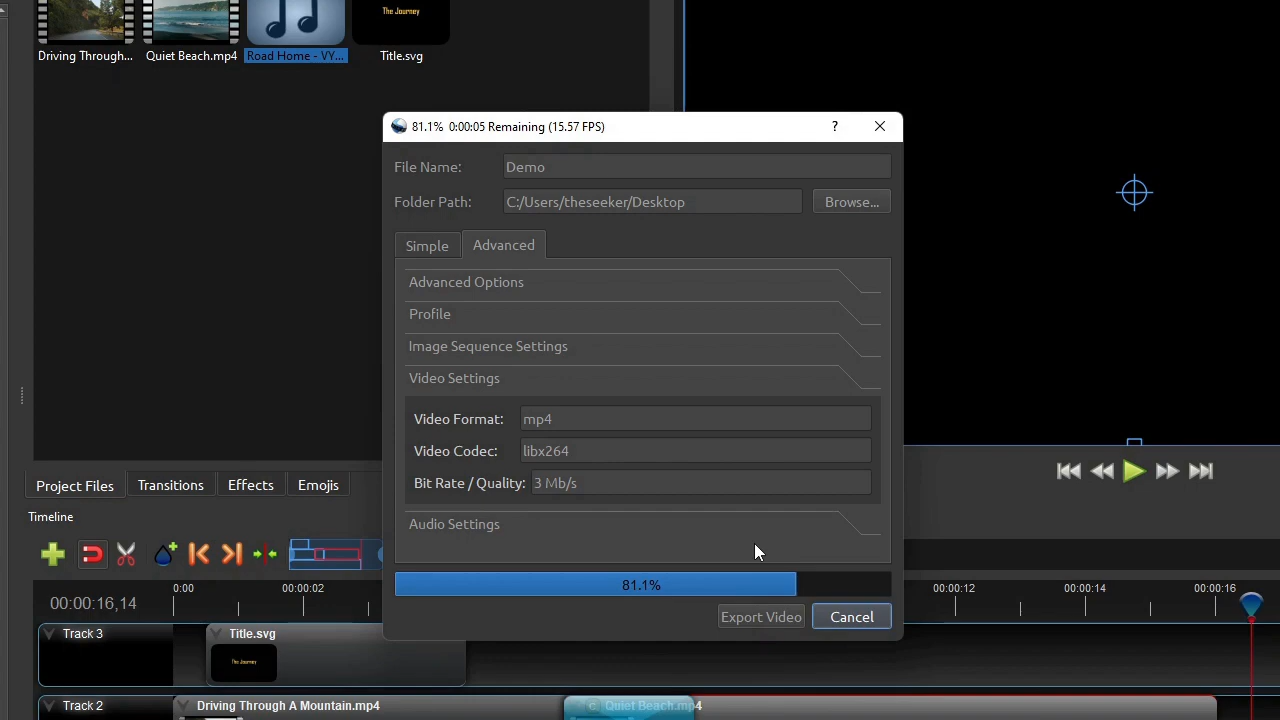 The Journey
Driving Through... Quiet Beach.mp4 Road Home - VY... Title.svg
81.1% 0:00:05 Remaining (15.57 FPS) ?
File Name: Demo
Folder Path: C:/Users/theseeker/Desktop Browse...
Simple Advanced
Advanced Options
Profile
Image Sequence Settings
Video Settings
Video Format: mp4
Video Codec: libx264
Bit Rate / Quality: 3 Mb/s
Audio Settings
81.1%
Export Video Cancel
Project Files Transitions Effects Emojis
Timeline
00:00:16,14
0:00 00:00:02 00:00:12 00:00:14 00:00:16
Track 3 Title.svg
The Journey
Track 2 Driving Through A Mountain.mp4 C Quiet Beach.mp4